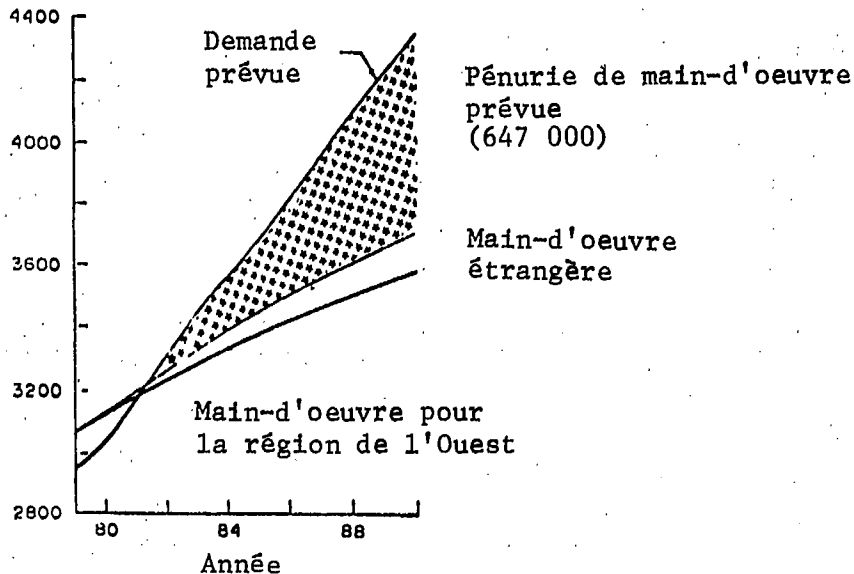 4400
4000
3600
3200
2800
80
84
88
Année
Demande
prévue
Pénurie de main-d'oeuvre
prévue
(647 000)
Main-d'oeuvre
étrangère
Main-d'oeuvre pour
la région de l'Ouest